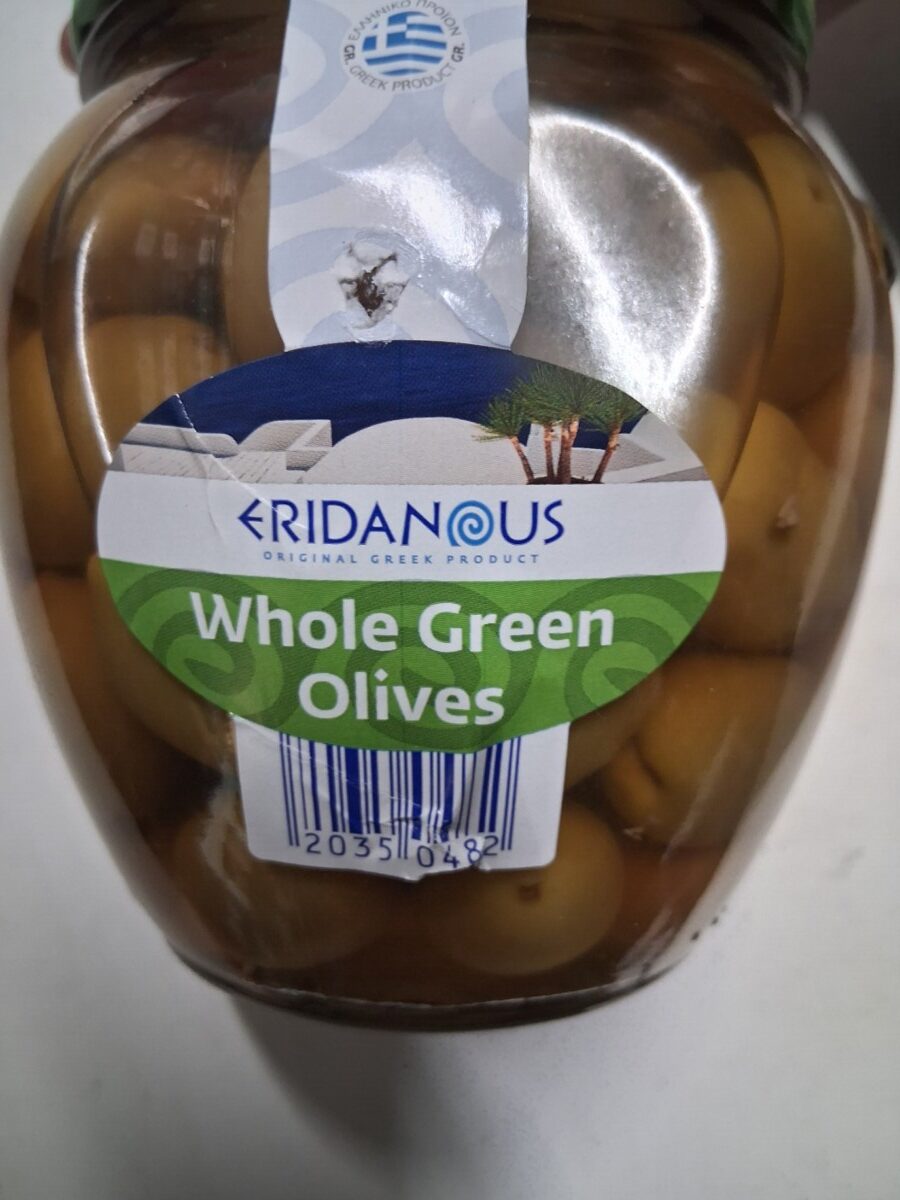 ΕΛΛΗΝΙΚΟ ΠΡΟΪΟΝ
GR. GREEK PRODUCT GR.
ERIDANOUS
ORIGINAL GREEK PRODUCT
Whole Green
Olives
2035 0482